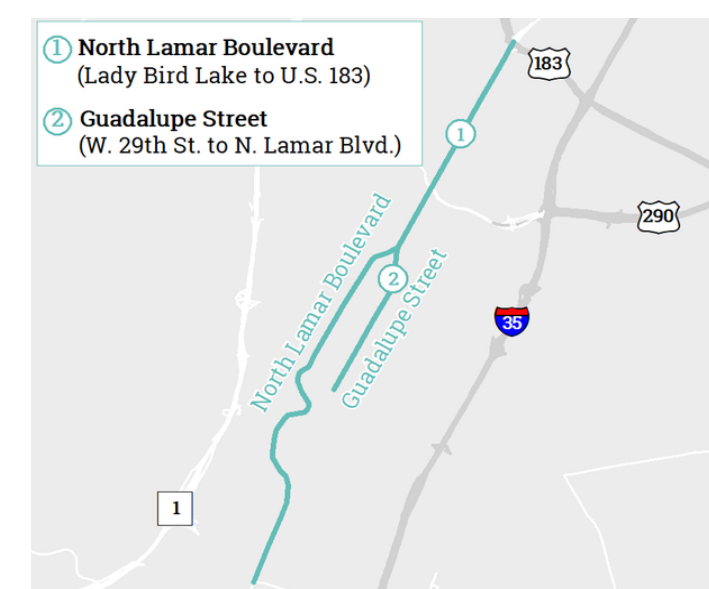 1 North Lamar Boulevard
(Lady Bird Lake to U.S. 183)
2 Guadalupe Street
(W. 29th St. to N. Lamar Blvd.)
183
1
290
North Lamar Boulevard
2
Guadalupe Street
35
1